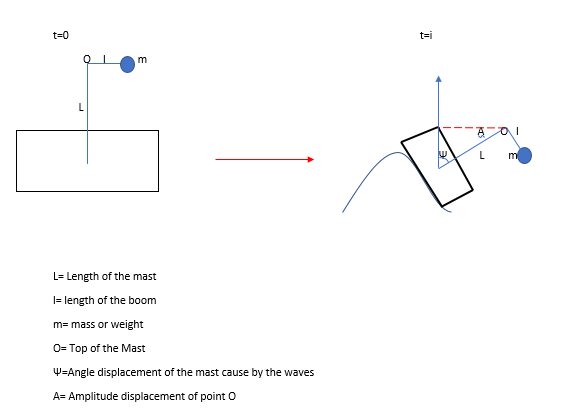 t=0
t=i
O l m
L
A O l
Ψ L m
L= Length of the mast
l= length of the boom
m= mass or weight
O= Top of the Mast
Ψ=Angle displacement of the mast cause by the waves
A= Amplitude displacement of point O